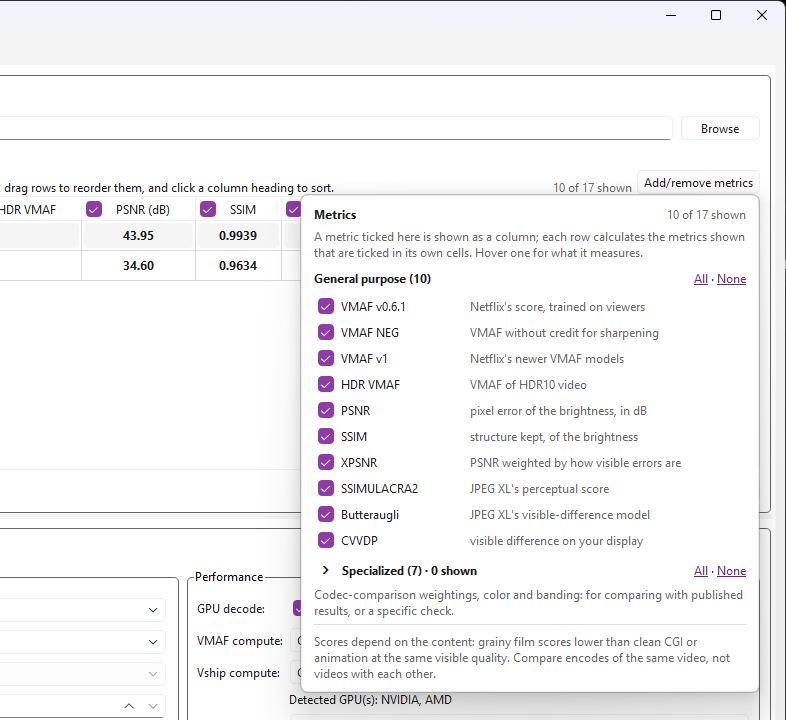 Browse
drag rows to reorder them, and click a column heading to sort.
10 of 17 shown
Add/remove metrics
HDR VMAF
PSNR (dB)
SSIM
43.95
0.9939
34.60
0.9634
Metrics
10 of 17 shown
A metric ticked here is shown as a column; each row calculates the metrics shown
that are ticked in its own cells. Hover one for what it measures.
General purpose (10)
All · None
VMAF v0.6.1
Netflix's score, trained on viewers
VMAF NEG
VMAF without credit for sharpening
VMAF v1
Netflix's newer VMAF models
HDR VMAF
VMAF of HDR10 video
PSNR
pixel error of the brightness, in dB
SSIM
structure kept, of the brightness
XPSNR
PSNR weighted by how visible errors are
SSIMULACRA2
JPEG XL's perceptual score
Butteraugli
JPEG XL's visible-difference model
CVVDP
visible difference on your display
Specialized (7) · 0 shown
All · None
Codec-comparison weightings, color and banding: for comparing with published
results, or a specific check.
Scores depend on the content: grainy film scores lower than clean CGI or
animation at the same visible quality. Compare encodes of the same video, not
videos with each other.
Performance
GPU decode:
VMAF compute:
Vship compute:
Detected GPU(s): NVIDIA, AMD